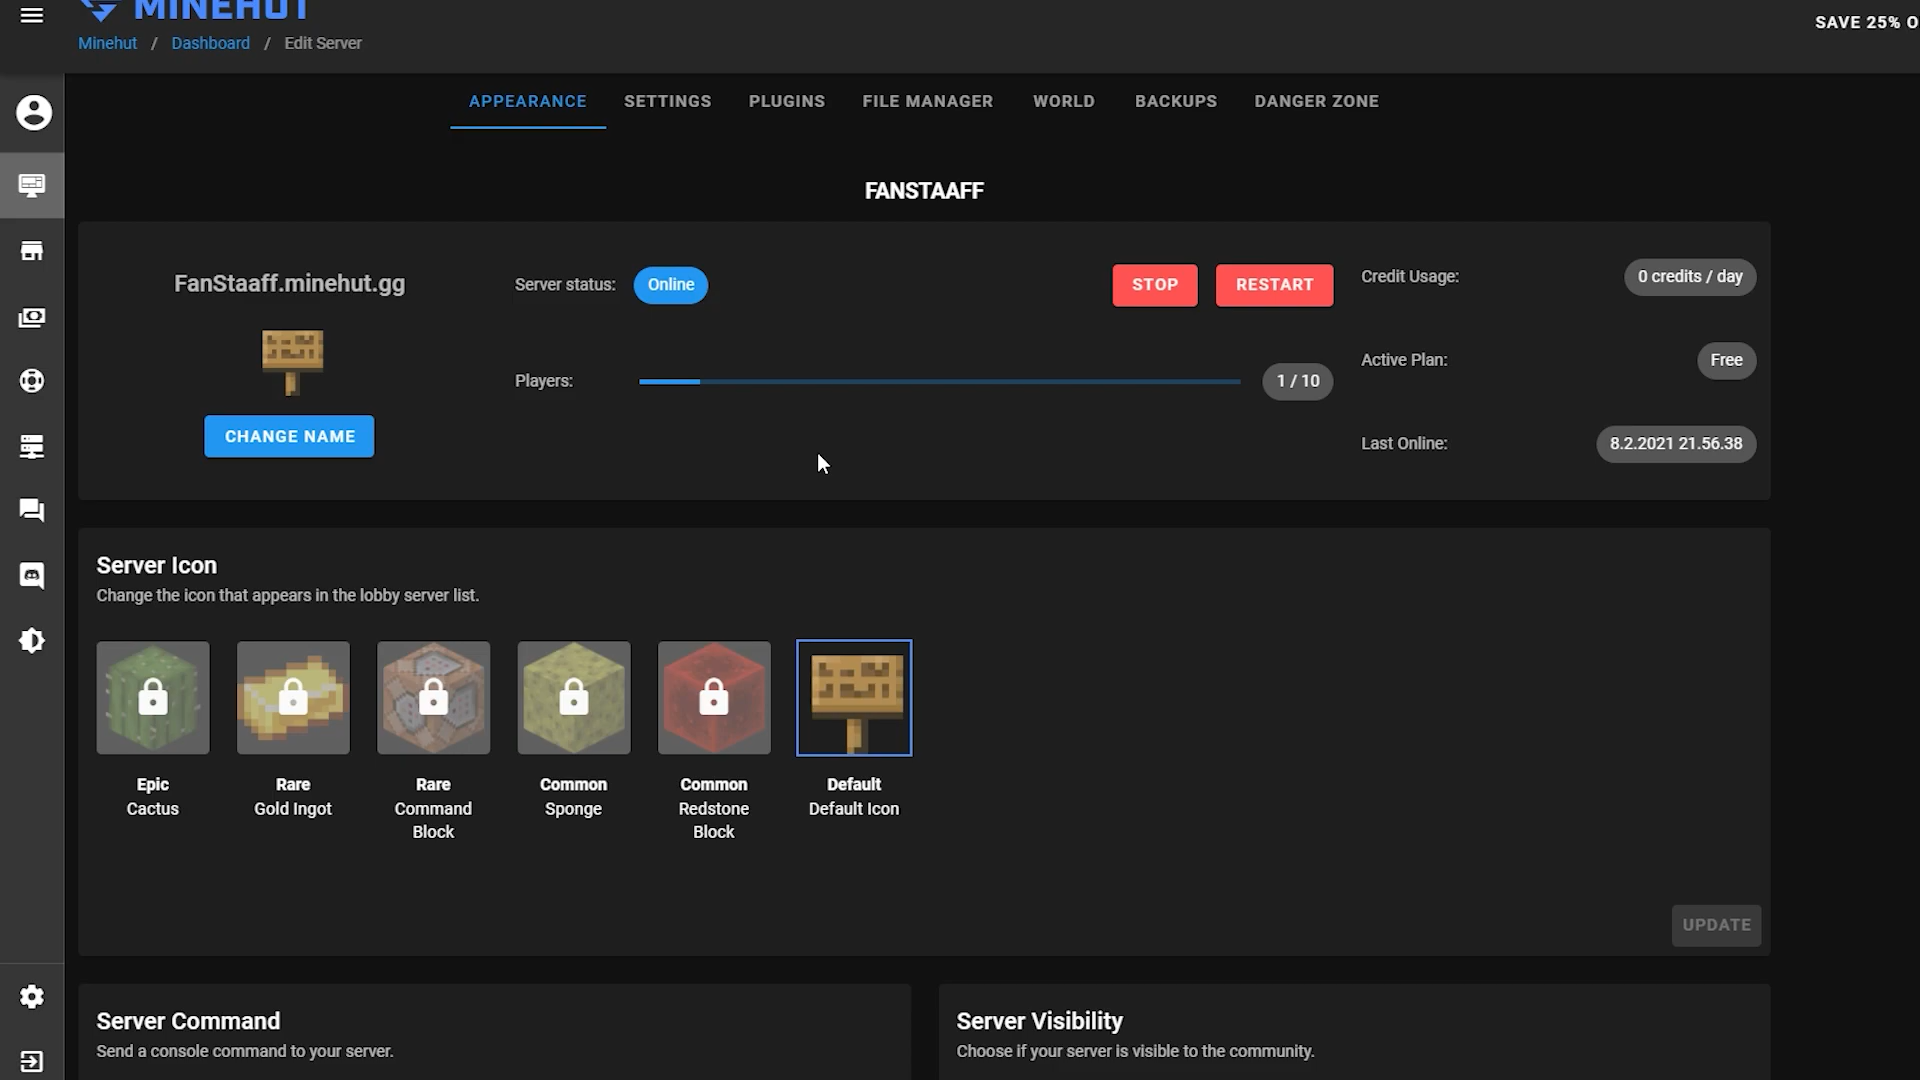 MINEHUT
SAVE 25% O
Minehut / Dashboard / Edit Server
APPEARANCE SETTINGS PLUGINS FILE MANAGER WORLD BACKUPS DANGER ZONE
FANSTAAFF
FanStaaff.minehut.gg
CHANGE NAME
Server status: Online
STOP RESTART
Players: 1 / 10
Credit Usage: 0 credits / day
Active Plan: Free
Last Online: 8.2.2021 21.56.38
Server Icon
Change the icon that appears in the lobby server list.
Epic
Cactus
Rare
Gold Ingot
Rare
Command
Block
Common
Sponge
Common
Redstone
Block
Default
Default Icon
UPDATE
Server Command
Send a console command to your server.
Server Visibility
Choose if your server is visible to the community.